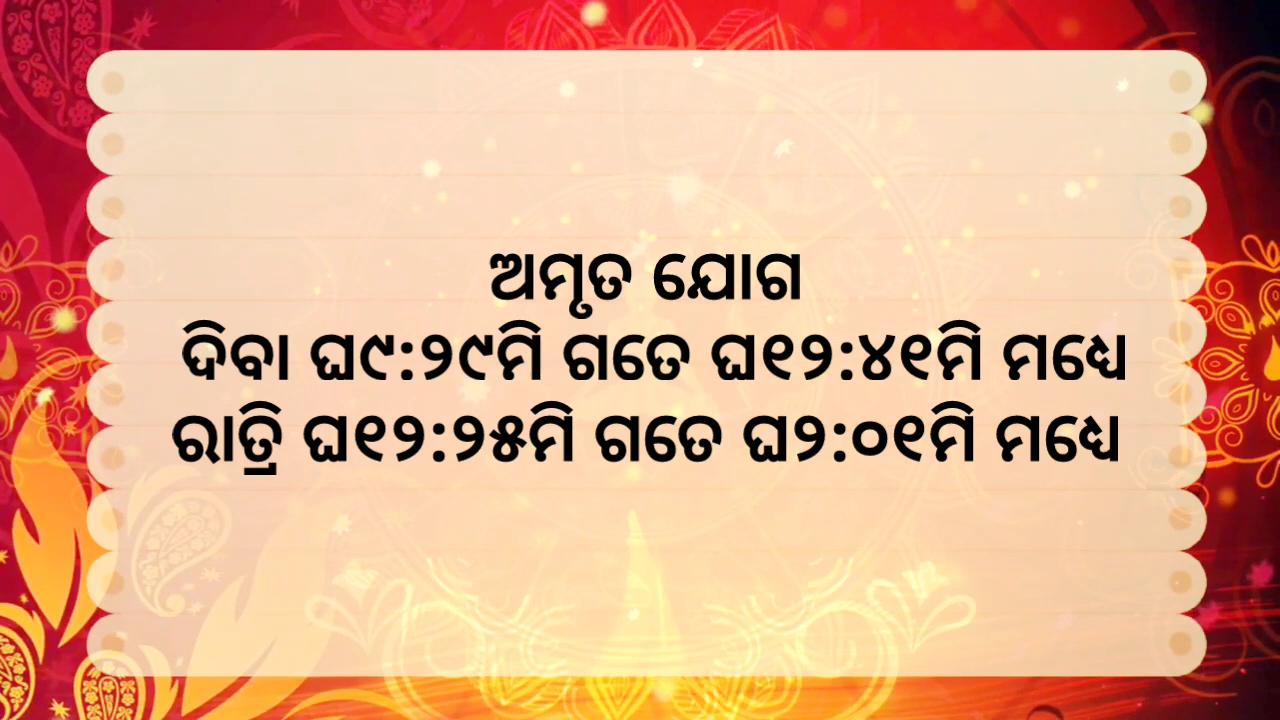 ଅମୃତ ଯୋଗ
ଦିବା ଘ୯:୨୯ମି ଗତେ ଘ୧୨:୪୧ମି ମଧ୍ୟେ
ରାତ୍ରି ଘ୧୨:୨୫ମି ଗତେ ଘ୨:୦୧ମି ମଧ୍ୟେ